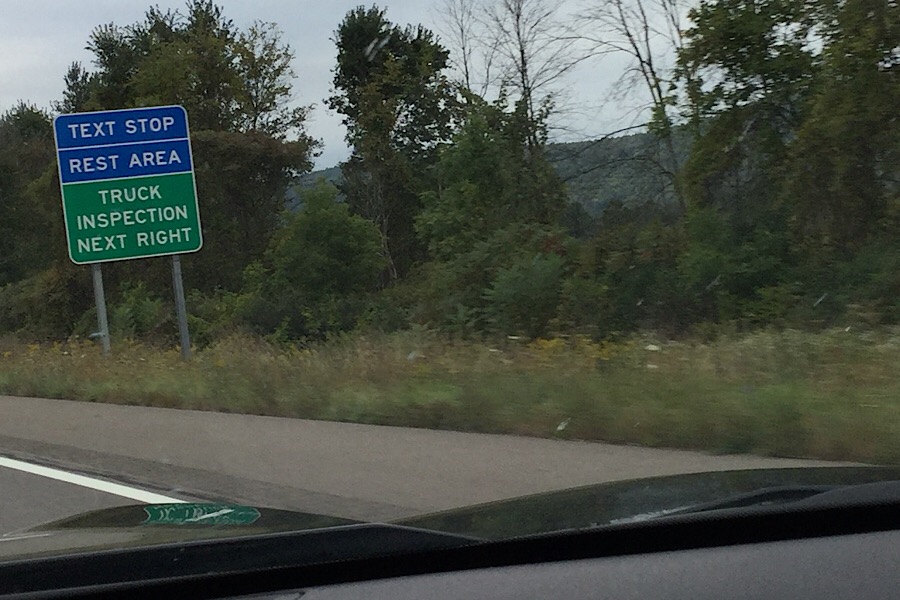 TEXT STOP
REST AREA
TRUCK
INSPECTION
NEXT RIGHT